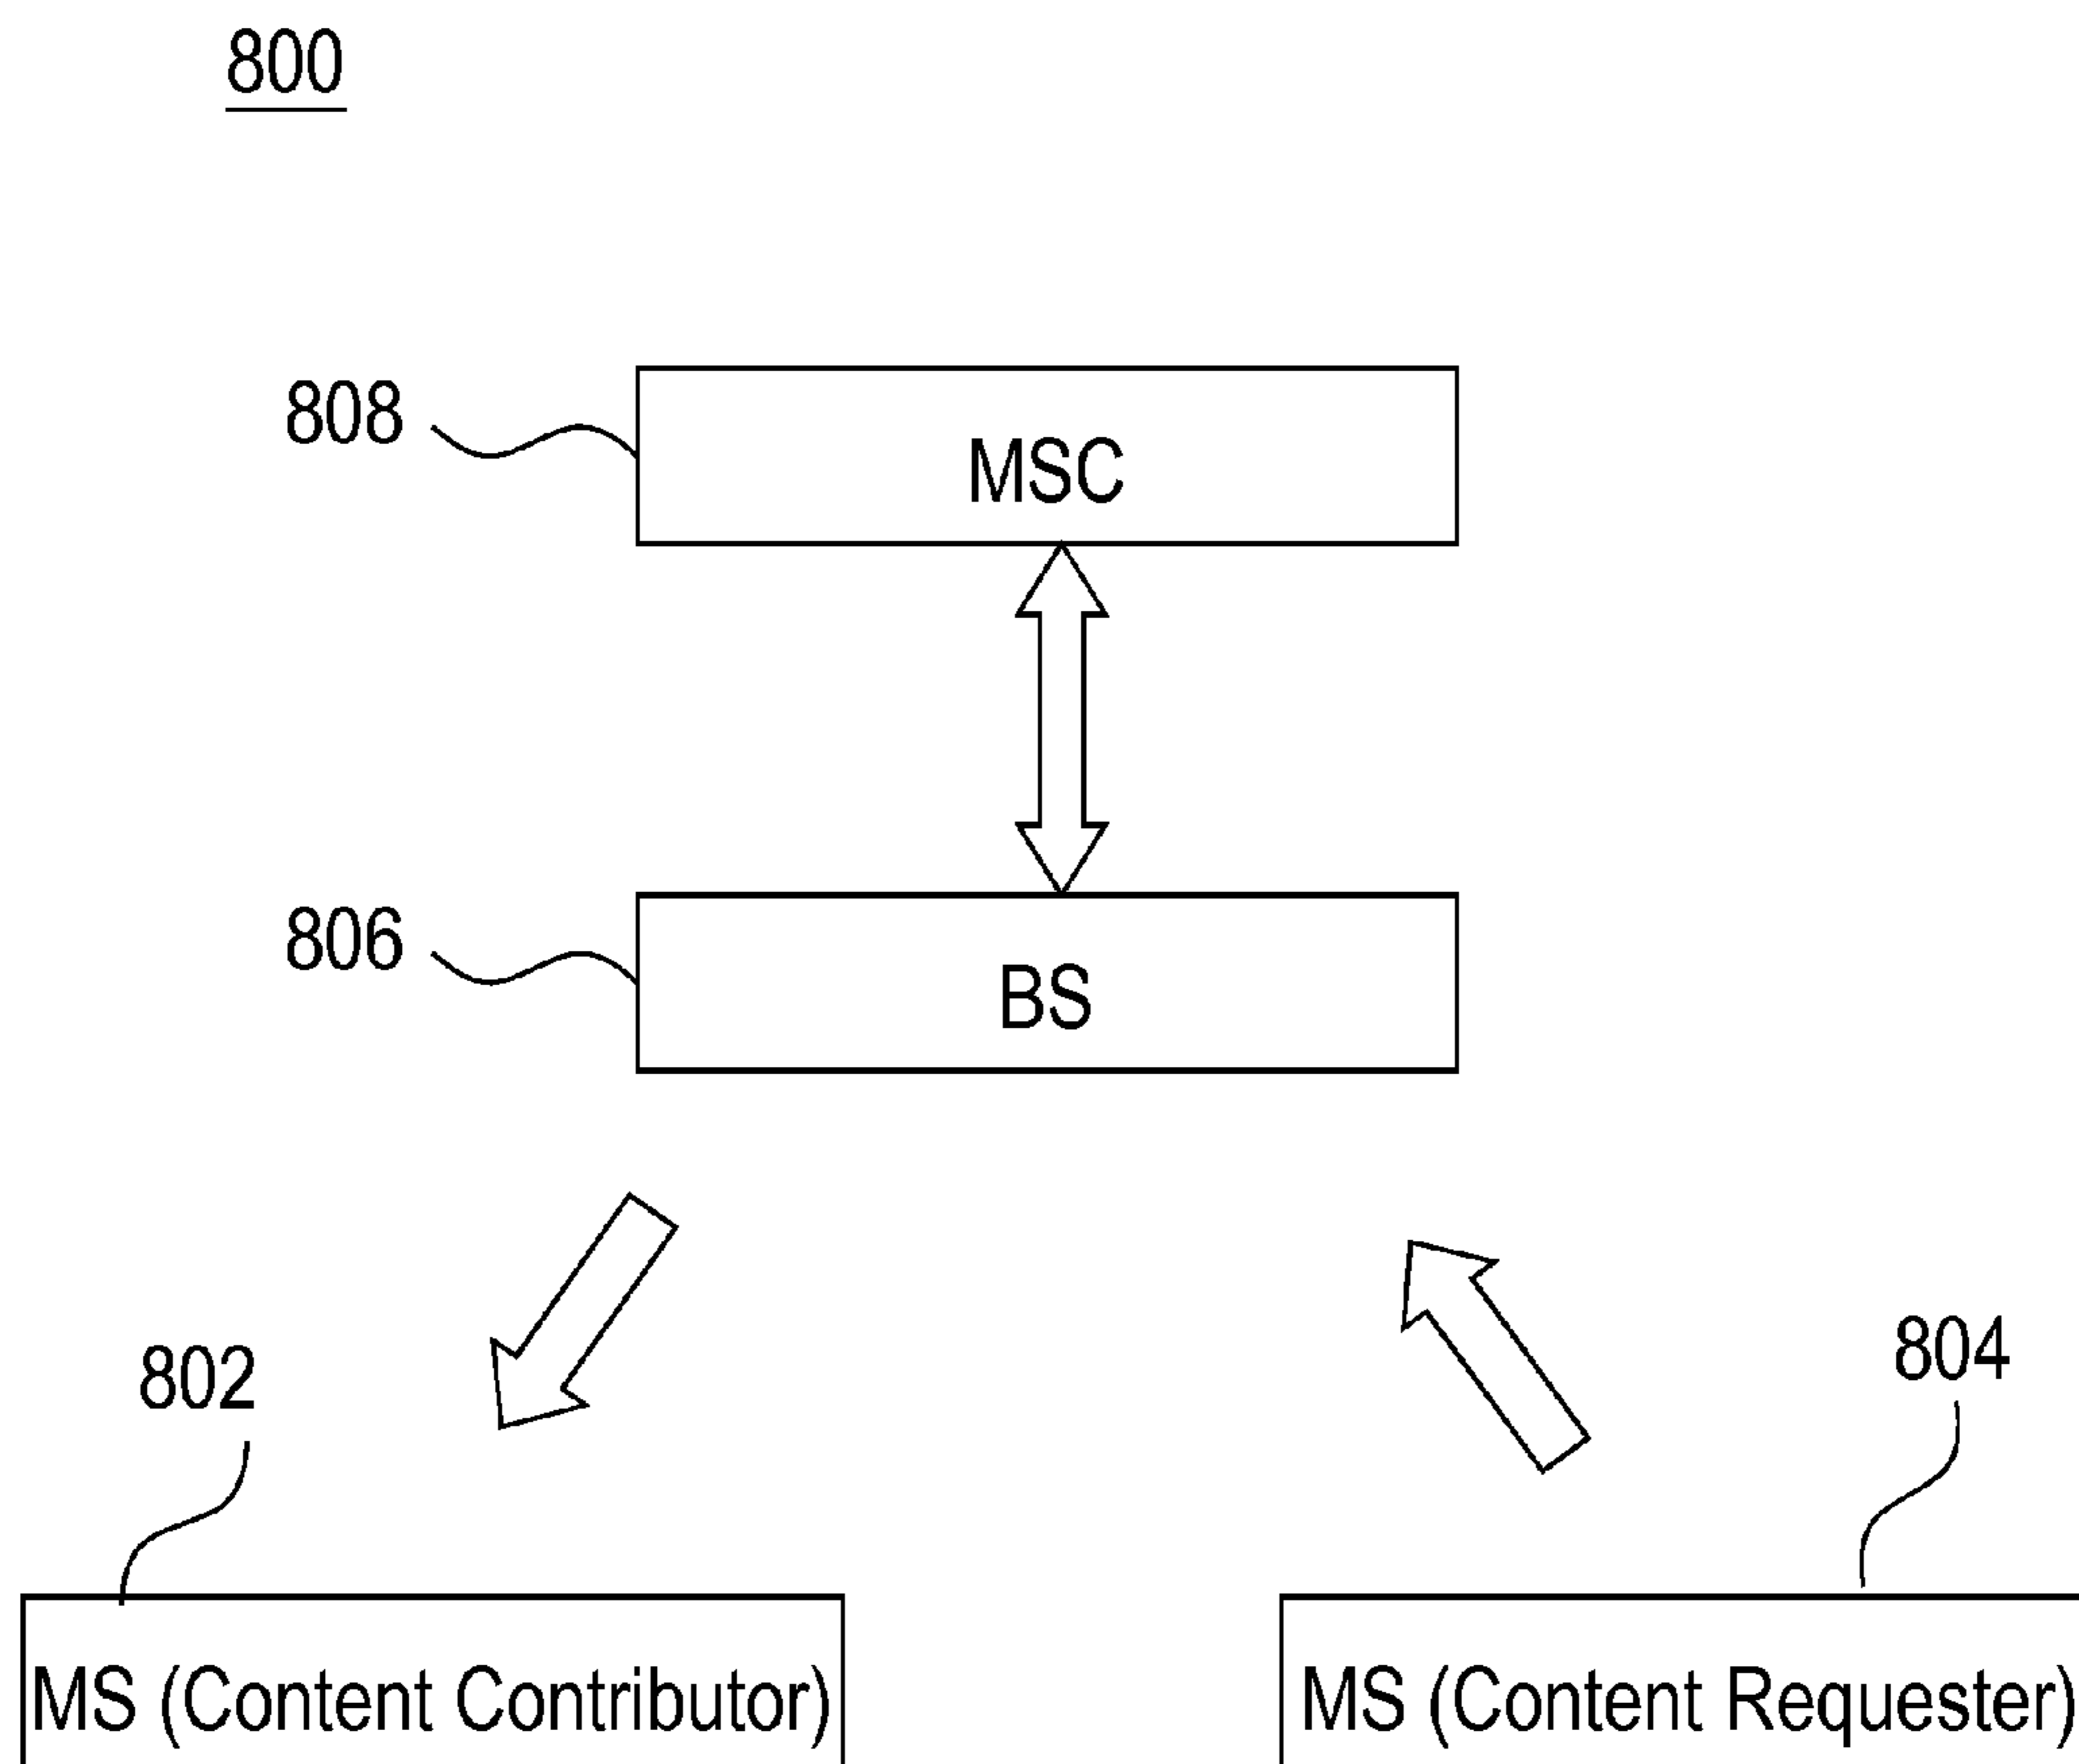 800
808
MSC
806
BS
802
804
MS (Content Contributor)
MS (Content Requester)